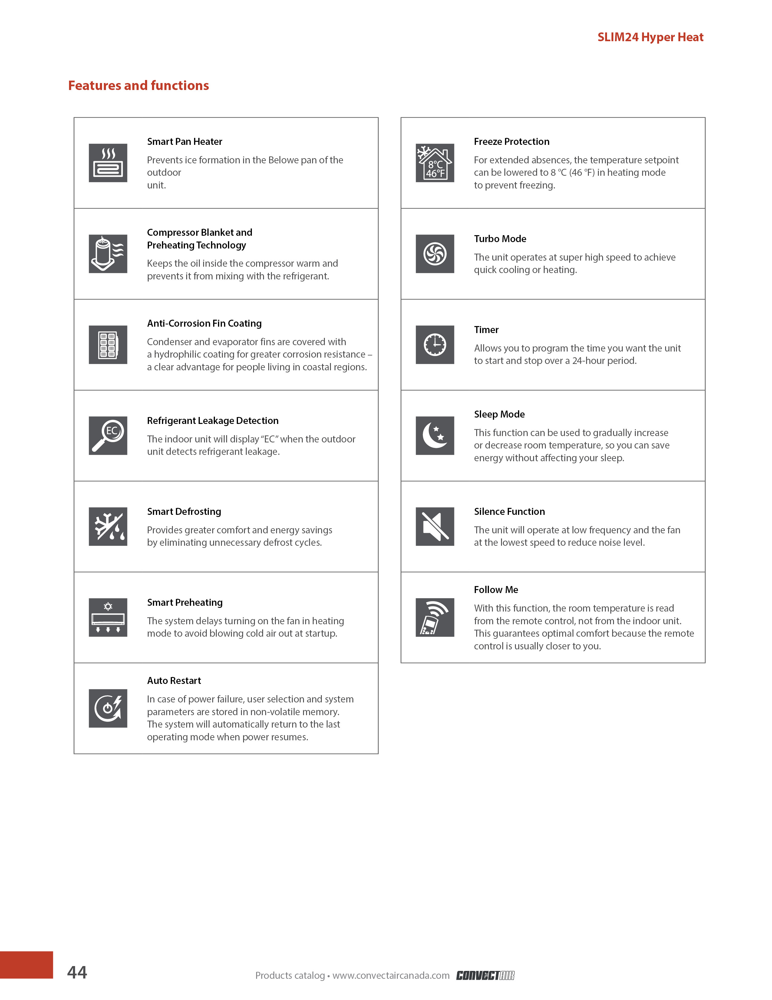 SLIM24 Hyper Heat
Features and functions
Smart Pan Heater
Prevents ice formation in the Belowe pan of the
outdoor
unit.
Compressor Blanket and
Preheating Technology
Keeps the oil inside the compressor warm and
prevents it from mixing with the refrigerant.
Anti-Corrosion Fin Coating
Condenser and evaporator fins are covered with
a hydrophilic coating for greater corrosion resistance –
a clear advantage for people living in coastal regions.
EC
Refrigerant Leakage Detection
The indoor unit will display “EC” when the outdoor
unit detects refrigerant leakage.
Smart Defrosting
Provides greater comfort and energy savings
by eliminating unnecessary defrost cycles.
Smart Preheating
The system delays turning on the fan in heating
mode to avoid blowing cold air out at startup.
Auto Restart
In case of power failure, user selection and system
parameters are stored in non-volatile memory.
The system will automatically return to the last
operating mode when power resumes.
8°C
46°F
Freeze Protection
For extended absences, the temperature setpoint
can be lowered to 8 °C (46 °F) in heating mode
to prevent freezing.
Turbo Mode
The unit operates at super high speed to achieve
quick cooling or heating.
Timer
Allows you to program the time you want the unit
to start and stop over a 24-hour period.
Sleep Mode
This function can be used to gradually increase
or decrease room temperature, so you can save
energy without affecting your sleep.
Silence Function
The unit will operate at low frequency and the fan
at the lowest speed to reduce noise level.
Follow Me
With this function, the room temperature is read
from the remote control, not from the indoor unit.
This guarantees optimal comfort because the remote
control is usually closer to you.
44
Products catalog • www.convectaircanada.com CONVECTAIR